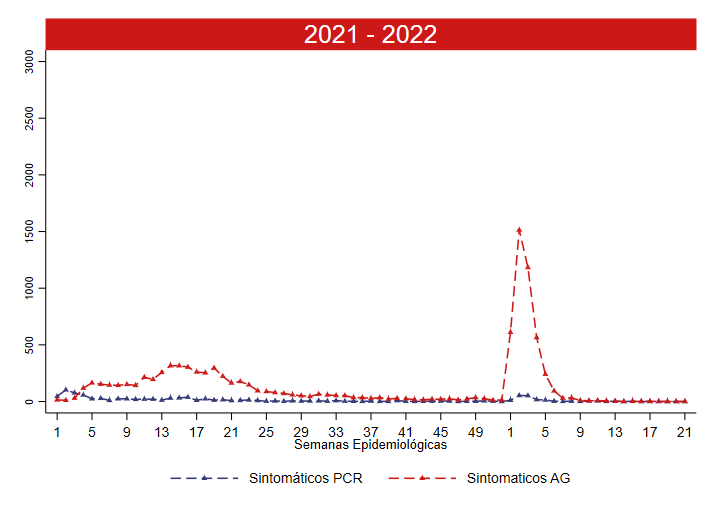 2021 - 2022
3000
2500
2000
1500
1000
500
0
1 5 9 13 17 21 25 29 33 37 41 45 49 1 5 9 13 17 21
Semanas Epidemiológicas
Sintomáticos PCR Sintomaticos AG